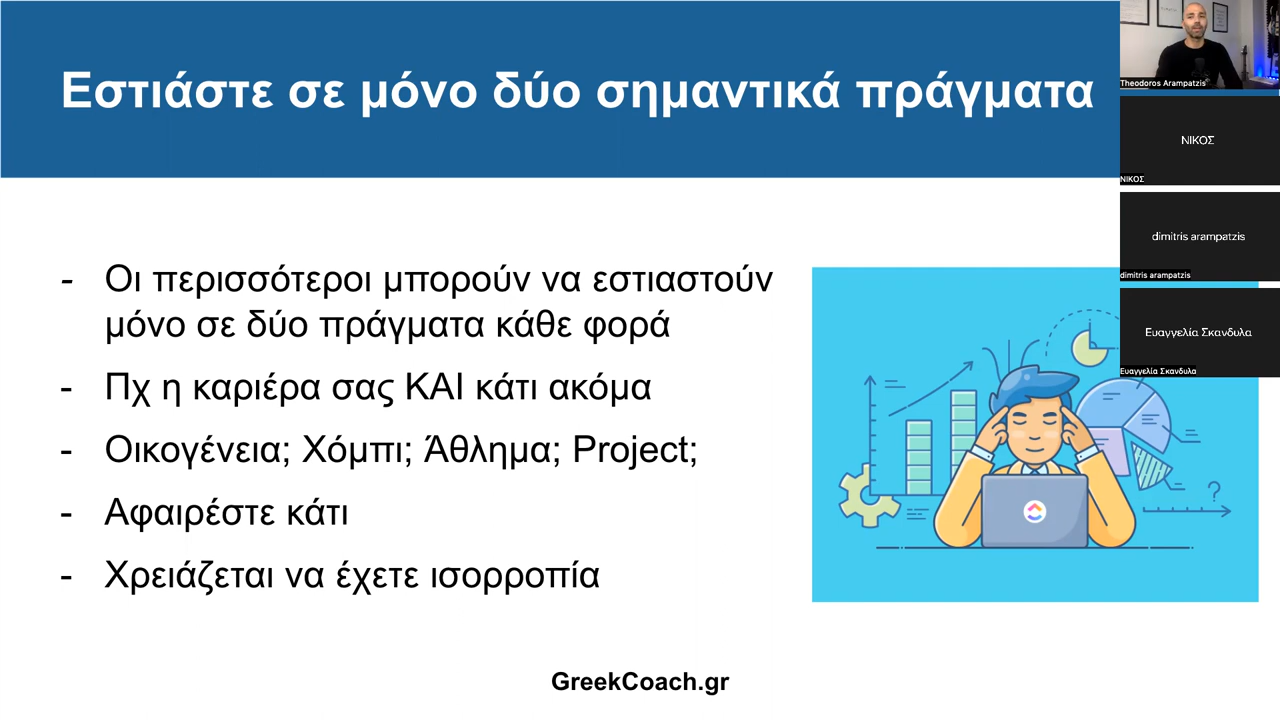 Εστιάστε σε μόνο δύο σημαντικά πράγματα
- Οι περισσότεροι μπορούν να εστιαστούν
μόνο σε δύο πράγματα κάθε φορά
- Πχ η καριέρα σας ΚΑΙ κάτι ακόμα
- Οικογένεια; Χόμπι; Άθλημα; Project;
- Αφαιρέστε κάτι
- Χρειάζεται να έχετε ισορροπία
GreekCoach.gr
Theodoros Arampatzis
ΝΙΚΟΣ
ΝΙΚΟΣ
dimitris arampatzis
dimitris arampatzis
Ευαγγελία Σκανδυλα
Ευαγγελία Σκανδυλα
?